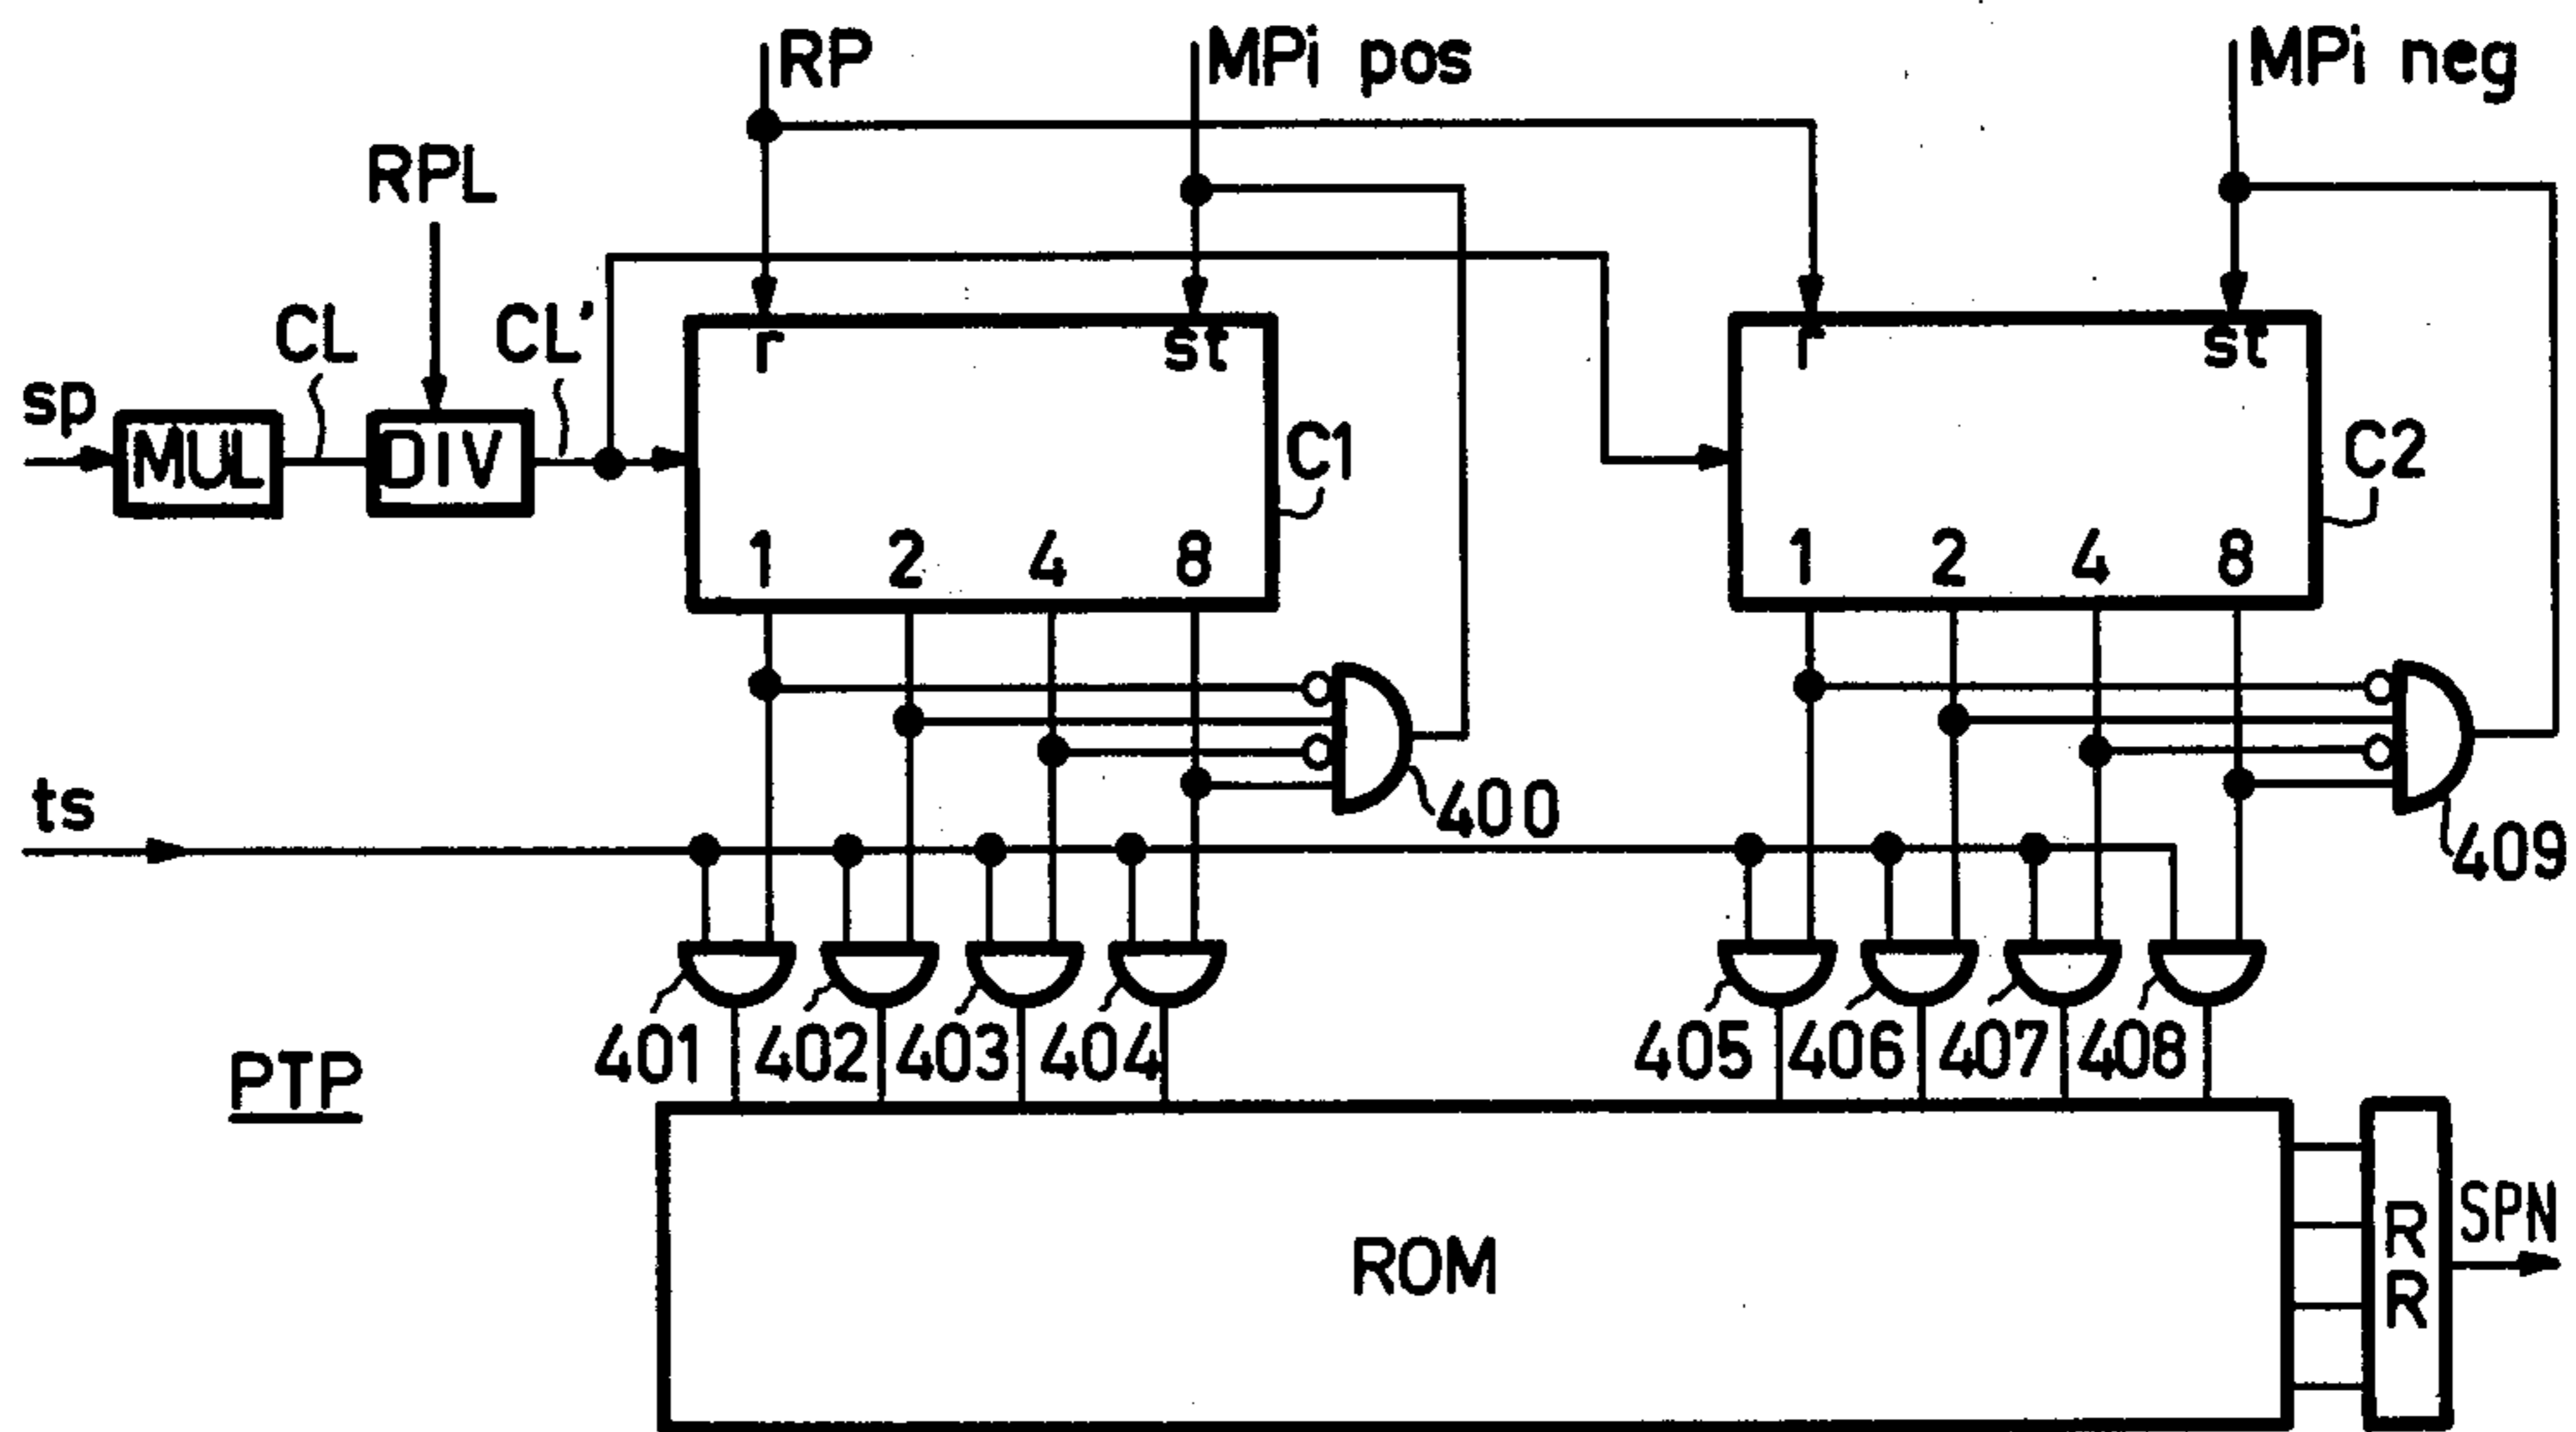 RP
MPi pos
MPi neg
RPL
CL
CL'
sp
MUL
DIV
r
st
C1
r
st
C2
1 2 4 8
1 2 4 8
400
409
ts
401
402
403
404
405
406
407
408
PTP
ROM
RR
SPN